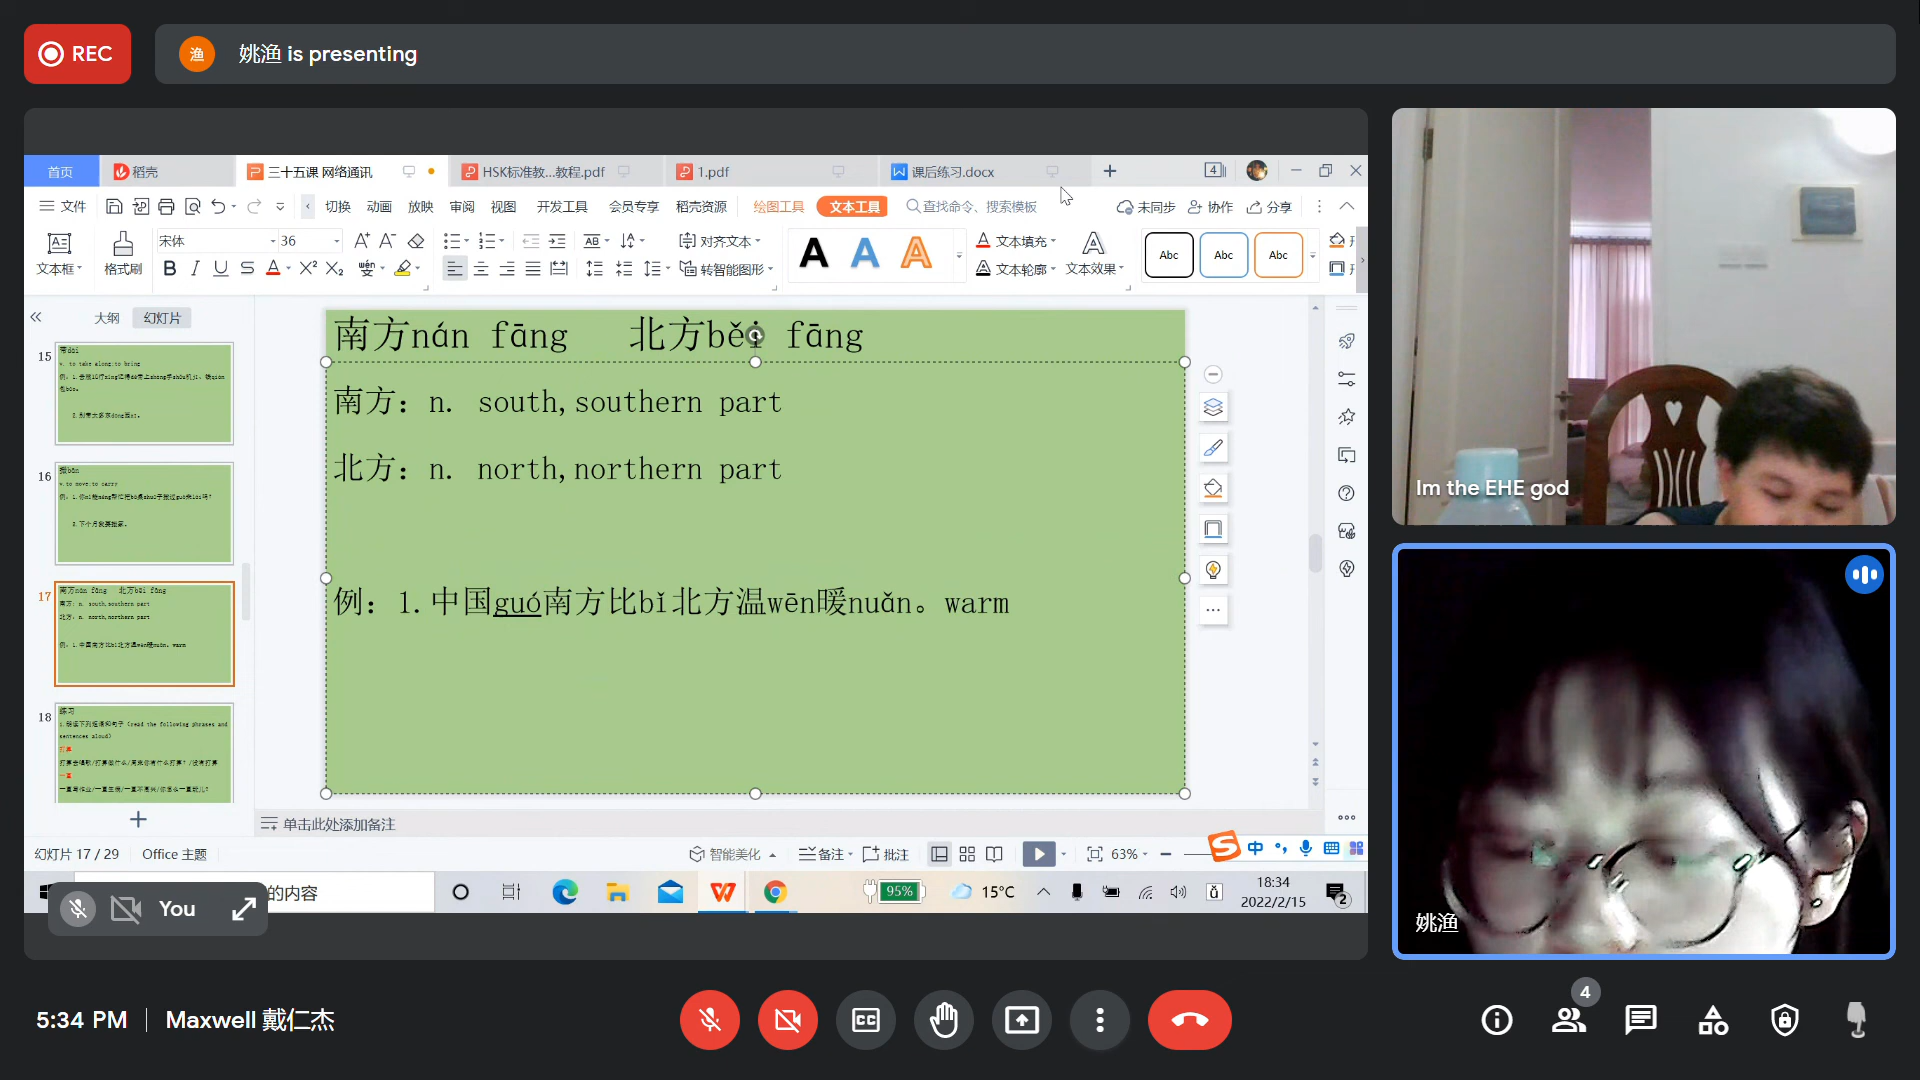 REC
渔 姚渔 is presenting
首页 稻壳 三十五课 网络通讯 HSK标准教...教程.pdf 1.pdf 课后练习.docx 4
文件 切换 动画 放映 审阅 视图 开发工具 会员专享 稻壳资源 绘图工具 文本工具 查找命令、搜索模板 未同步 协作 分享
文本框 格式刷 宋体 36 对齐文本 文本填充 Abc Abc Abc
转智能图形 文本轮廓 文本效果
大纲 幻灯片
15
16
17
18
南方nán fāng 北方běi fāng
南方：n. south,southern part
北方：n. north,northern part
例：1.中国guó南方比bǐ北方温wēn暖nuǎn。warm
单击此处添加备注
幻灯片 17 / 29 Office 主题 智能美化 备注 批注 63% 中
的内容 95% 15°C 18:34
2022/2/15 2
You
Im the EHE god
姚渔
5:34 PM Maxwell 戴仁杰 CC 4